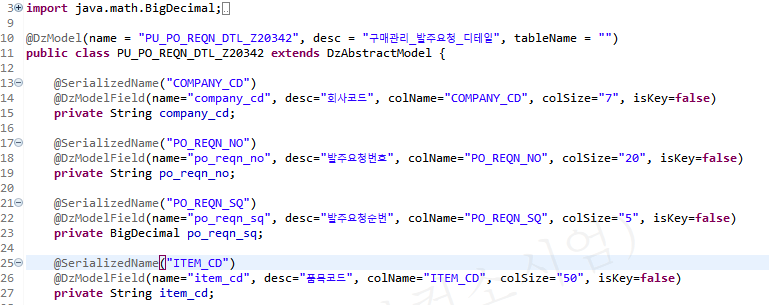 3 import java.math.BigDecimal;
9
10 @DzModel(name = "PU_PO_REQN_DTL_Z20342", desc = "구매관리_발주요청_디테일", tableName = "")
11 public class PU_PO_REQN_DTL_Z20342 extends DzAbstractModel {
12
13 @SerializedName("COMPANY_CD")
14 @DzModelField(name="company_cd", desc="회사코드", colName="COMPANY_CD", colSize="7", isKey=false)
15 private String company_cd;
16
17 @SerializedName("PO_REQN_NO")
18 @DzModelField(name="po_reqn_no", desc="발주요청번호", colName="PO_REQN_NO", colSize="20", isKey=false)
19 private String po_reqn_no;
20
21 @SerializedName("PO_REQN_SQ")
22 @DzModelField(name="po_reqn_sq", desc="발주요청순번", colName="PO_REQN_SQ", colSize="5", isKey=false)
23 private BigDecimal po_reqn_sq;
24
25 @SerializedName("ITEM_CD")
26 @DzModelField(name="item_cd", desc="품목코드", colName="ITEM_CD", colSize="50", isKey=false)
27 private String item_cd;